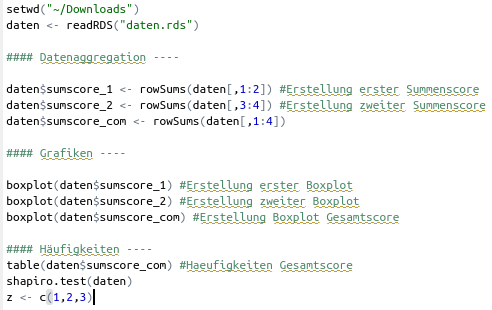 setwd("~/Downloads")
daten <- readRDS("daten.rds")
#### Datenaggregation ----
daten$sumscore_1 <- rowSums(daten[,1:2]) #Erstellung erster Summenscore
daten$sumscore_2 <- rowSums(daten[,3:4]) #Erstellung zweiter Summenscore
daten$sumscore_com <- rowSums(daten[,1:4])
#### Grafiken ----
boxplot(daten$sumscore_1) #Erstellung erster Boxplot
boxplot(daten$sumscore_2) #Erstellung zweiter Boxplot
boxplot(daten$sumscore_com) #Erstellung Boxplot Gesamtscore
#### Häufigkeiten ----
table(daten$sumscore_com) #Haeufigkeiten Gesamtscore
shapiro.test(daten)
z <- c(1,2,3)